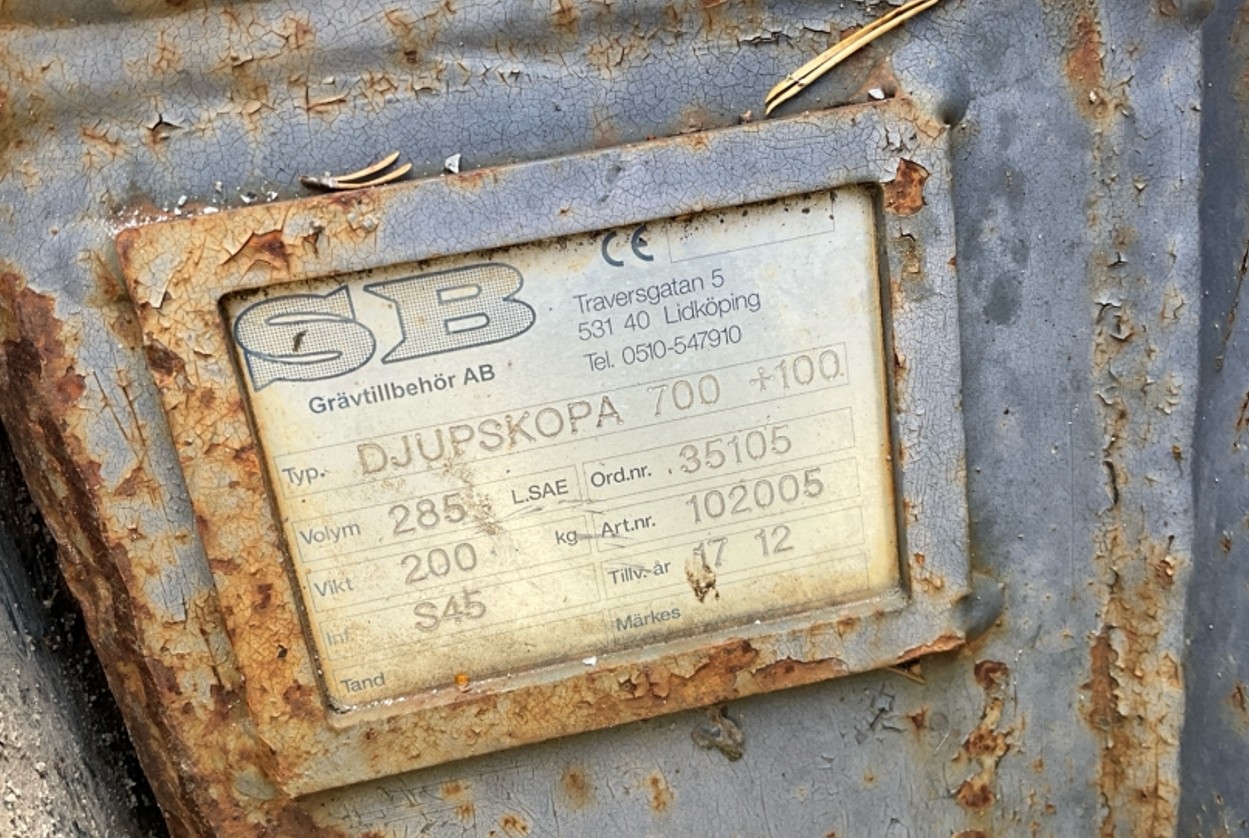 SB
Grävtillbehör AB
CE
Traversgatan 5
531 40 Lidköping
Tel. 0510-547910
Typ. DJUPSKOPA 700 +100
Volym 285 L.SAE Ord.nr. 35105
Vikt 200 kg Art.nr. 102005
Inf. S45 Tillv. år 17 12
Tand Märkes